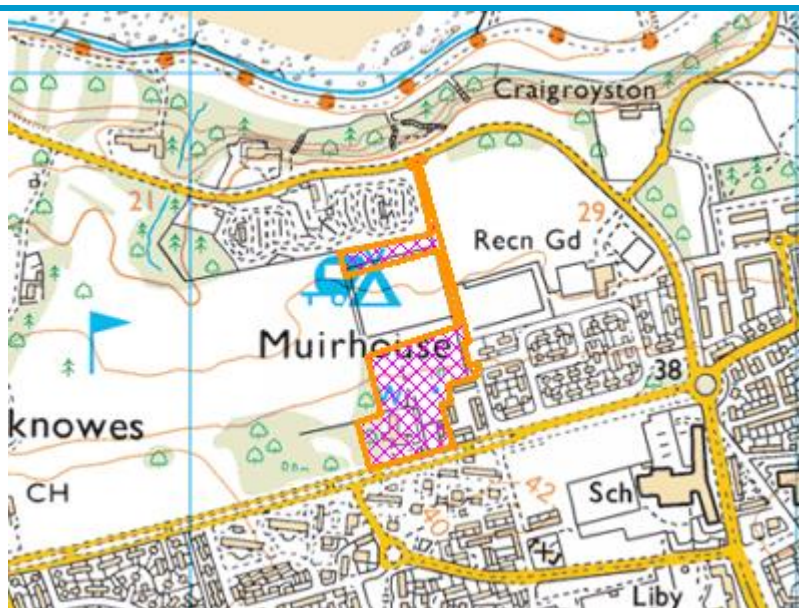 Craigroyston
21
29
Recn Gd
Muirhouse
38
knowes
CH
Sch
42
40
Liby